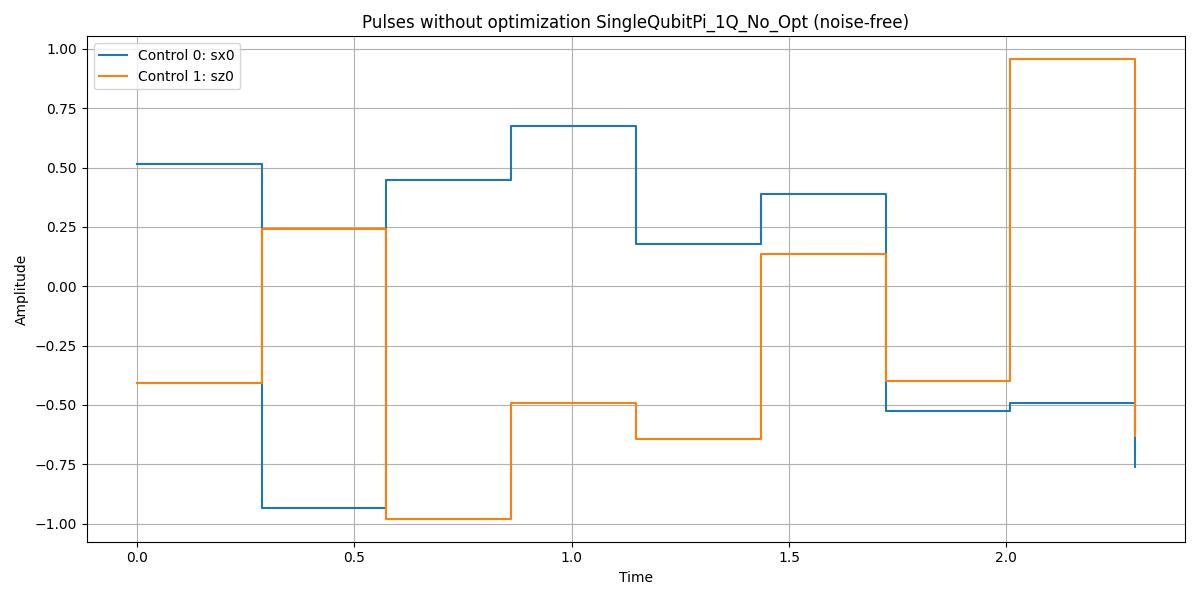 Pulses without optimization SingleQubitPi_1Q_No_Opt (noise-free)
Control 0: sx0
Control 1: sz0
Amplitude
1.00
0.75
0.50
0.25
0.00
−0.25
−0.50
−0.75
−1.00
0.0 0.5 1.0 1.5 2.0
Time